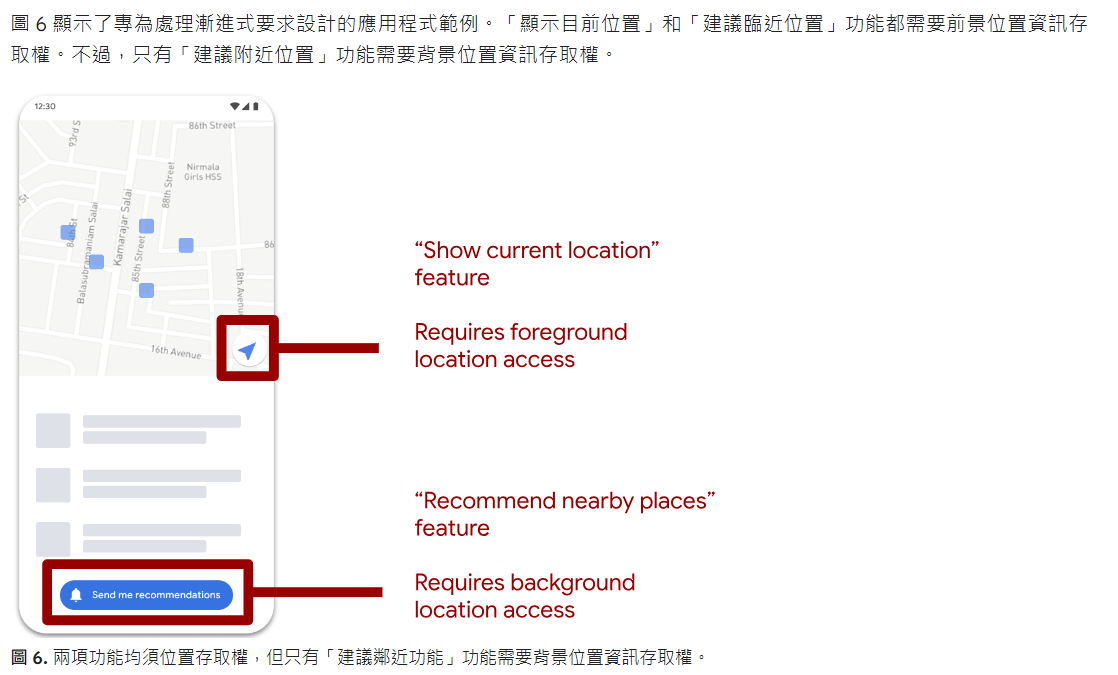 圖 6 顯示了專為處理漸進式要求設計的應用程式範例。「顯示目前位置」和「建議臨近位置」功能都需要前景位置資訊存
取權。不過，只有「建議附近位置」功能需要背景位置資訊存取權。
12:30
93rd S
86th Street
Nirmala
Girls HSS
88th Street
St
84th St
Balasubramaniam Salai
Kamarajar Salai
85th Street
86
18th Avenue
16th Avenue
“Show current location”
feature
Requires foreground
location access
“Recommend nearby places”
feature
Requires background
location access
Send me recommendations
圖 6. 兩項功能均須位置存取權，但只有「建議鄰近功能」功能需要背景位置資訊存取權。